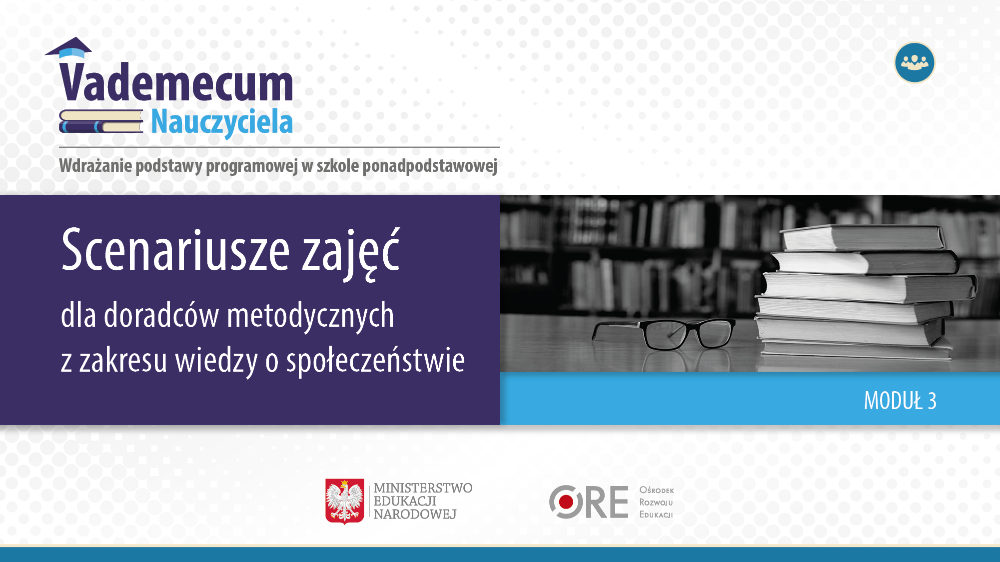 Vademecum
Nauczyciela
Wdrażanie podstawy programowej w szkole ponadpodstawowej
Scenariusze zajęć
dla doradców metodycznych
z zakresu wiedzy o społeczeństwie
MODUŁ 3
MINISTERSTWO
EDUKACJI
NARODOWEJ
ORE
Ośrodek
Rozwoju
Edukacji